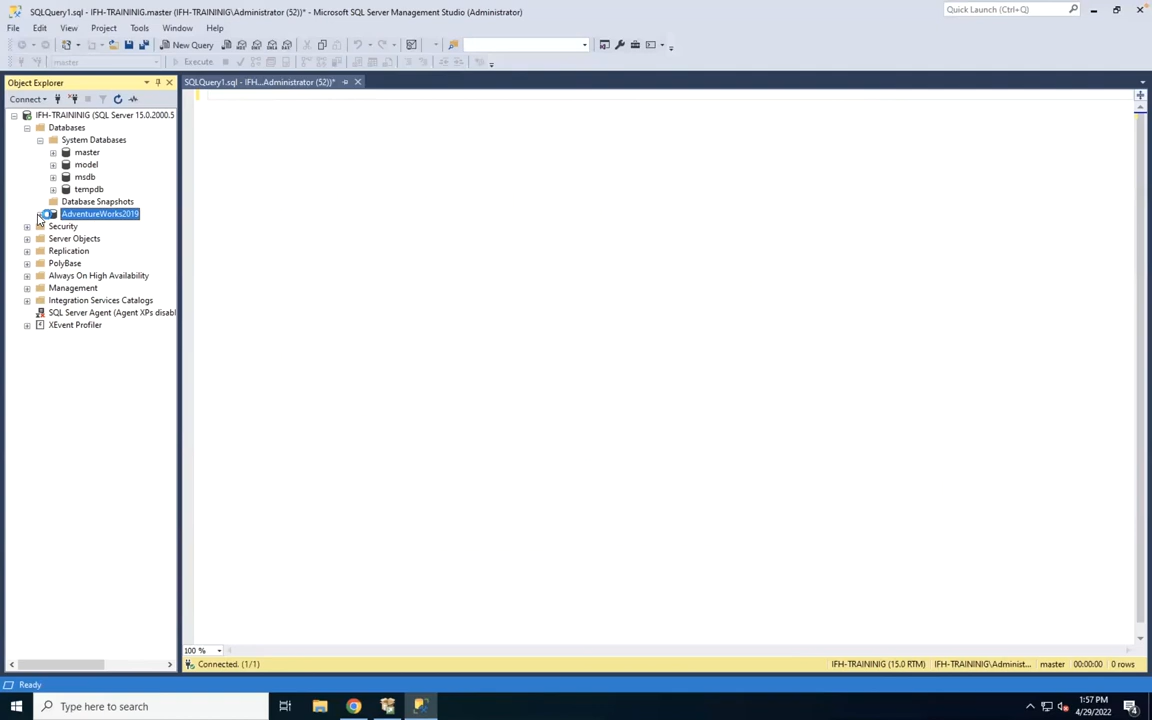 SQLQuery1.sql - IFH-TRAININIG.master (IFH-TRAININIG\Administrator (52))* - Microsoft SQL Server Management Studio (Administrator)
Quick Launch (Ctrl+Q)
File Edit View Project Tools Window Help
New Query
MDX DMX XMLA DAX
master
Execute
Object Explorer
SQLQuery1.sql - IFH...Administrator (52))*
Connect
IFH-TRAININIG (SQL Server 15.0.2000.5
Databases
System Databases
master
model
msdb
tempdb
Database Snapshots
AdventureWorks2019
Security
Server Objects
Replication
PolyBase
Always On High Availability
Management
Integration Services Catalogs
SQL Server Agent (Agent XPs disabl
XEvent Profiler
100 %
Connected. (1/1)
IFH-TRAININIG (15.0 RTM)
IFH-TRAININIG\Administ...
master
00:00:00
0 rows
Ready
Type here to search
1:57 PM
4/29/2022
4